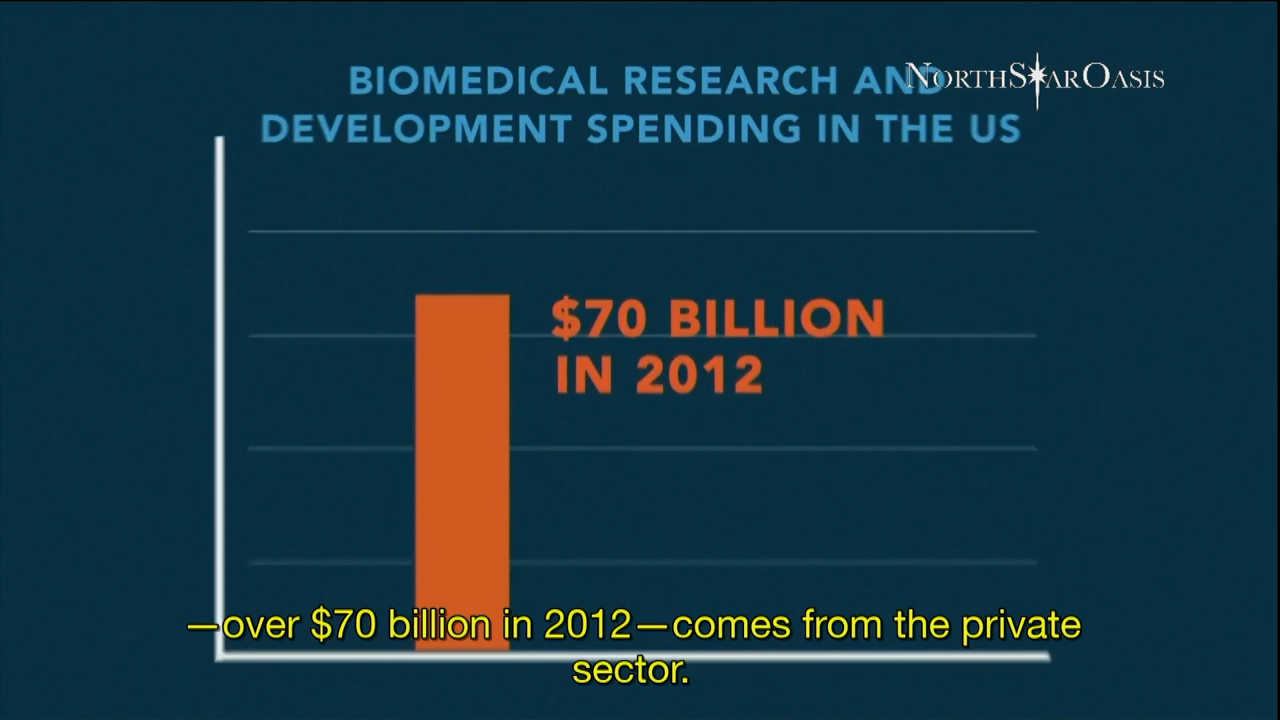 BIOMEDICAL RESEARCH AND
NORTHSTAROASIS
DEVELOPMENT SPENDING IN THE US
$70 BILLION
IN 2012
—over $70 billion in 2012—comes from the private
sector.